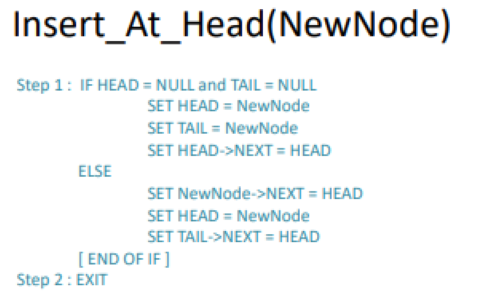 Insert_At_Head(NewNode)
Step 1 : IF HEAD = NULL and TAIL = NULL
SET HEAD = NewNode
SET TAIL = NewNode
SET HEAD->NEXT = HEAD
ELSE
SET NewNode->NEXT = HEAD
SET HEAD = NewNode
SET TAIL->NEXT = HEAD
[ END OF IF ]
Step 2 : EXIT